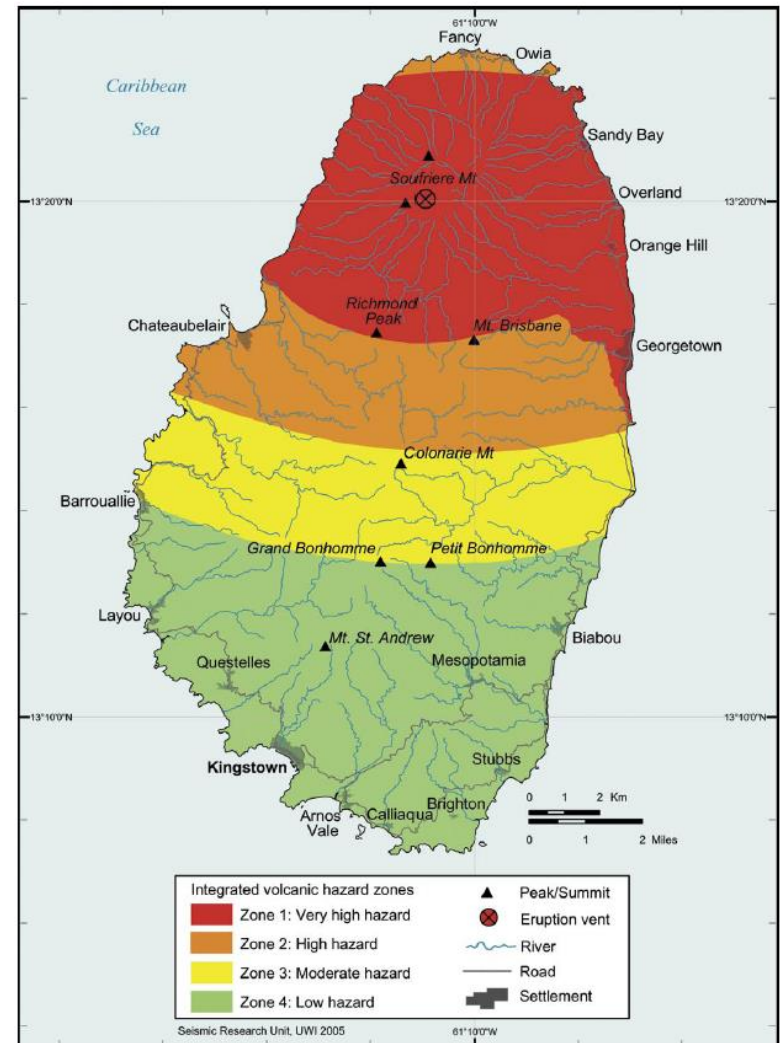 61°10'0"W
Fancy
Owia
Caribbean
Sea
Sandy Bay
Soufriere Mt
13°20'0"N
Overland
13°20'0"N
Orange Hill
Richmond
Peak
Mt. Brisbane
Chateaubelair
Georgetown
Colonarie Mt
Barrouallie
Grand Bonhomme
Petit Bonhomme
Layou
Biabou
Mt. St. Andrew
Questelles
Mesopotamia
13°10'0"N
13°10'0"N
Kingstown
Stubbs
Arnos
Vale
Calliaqua
Brighton
0 1 2 Km
0 1 2 Miles
Integrated volcanic hazard zones
Zone 1: Very high hazard
Zone 2: High hazard
Zone 3: Moderate hazard
Zone 4: Low hazard
Peak/Summit
Eruption vent
River
Road
Settlement
Seismic Research Unit, UWI 2005
61°10'0"W